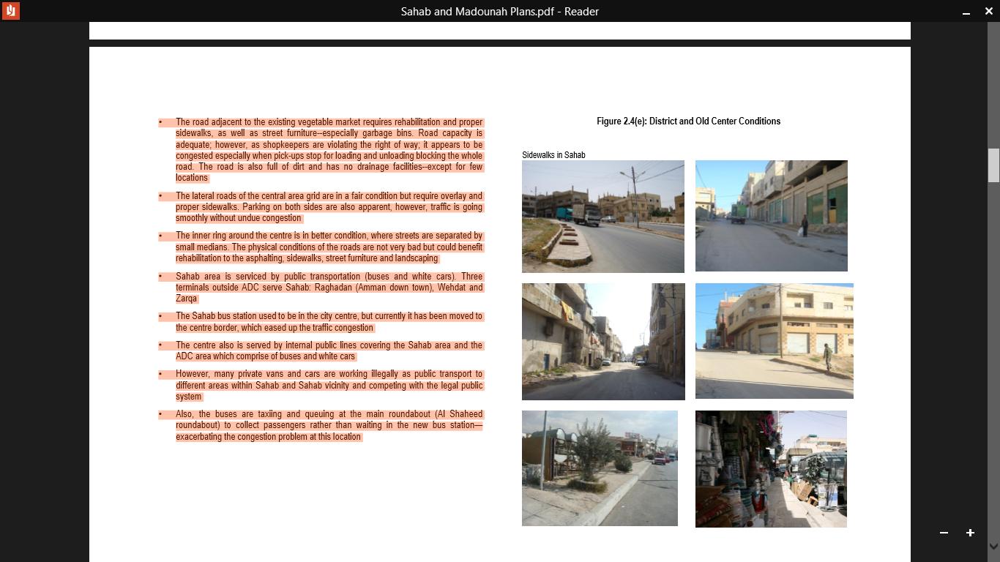 Sahab and Madounah Plans.pdf - Reader
• The road adjacent to the existing vegetable market requires rehabilitation and proper
sidewalks, as well as street furniture--especially garbage bins. Road capacity is
adequate; however, as shopkeepers are violating the right of way; it appears to be
congested especially when pick-ups stop for loading and unloading blocking the whole
road. The road is also full of dirt and has no drainage facilities--except for few
locations
• The lateral roads of the central area grid are in a fair condition but require overlay and
proper sidewalks. Parking on both sides are also apparent, however, traffic is going
smoothly without undue congestion
• The inner ring around the centre is in better condition, where streets are separated by
small medians. The physical conditions of the roads are not very bad but could benefit
rehabilitation to the asphalting, sidewalks, street furniture and landscaping
• Sahab area is serviced by public transportation (buses and white cars). Three
terminals outside ADC serve Sahab: Raghadan (Amman down town), Wehdat and
Zarqa
• The Sahab bus station used to be in the city centre, but currently it has been moved to
the centre border, which eased up the traffic congestion
• The centre also is served by internal public lines covering the Sahab area and the
ADC area which comprise of buses and white cars
• However, many private vans and cars are working illegally as public transport to
different areas within Sahab and Sahab vicinity and competing with the legal public
system
• Also, the buses are taxiing and queuing at the main roundabout (Al Shaheed
roundabout) to collect passengers rather than waiting in the new bus station—
exacerbating the congestion problem at this location
Figure 2.4(e): District and Old Center Conditions
Sidewalks in Sahab